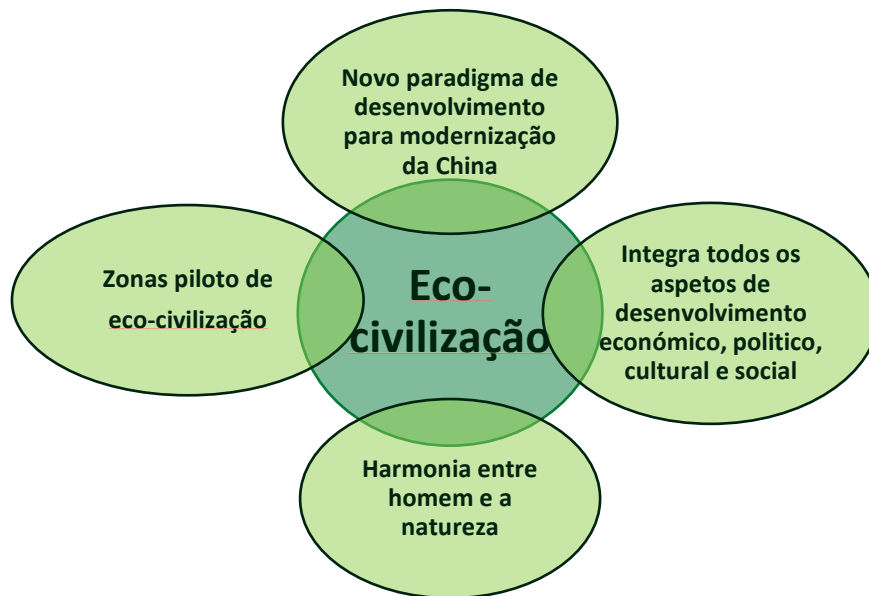 Novo paradigma de
desenvolvimento
para modernização
da China
Zonas piloto de
eco-civilização
Eco-
civilização
Integra todos os
aspetos de
desenvolvimento
económico, politico,
cultural e social
Harmonia entre
homem e a
natureza